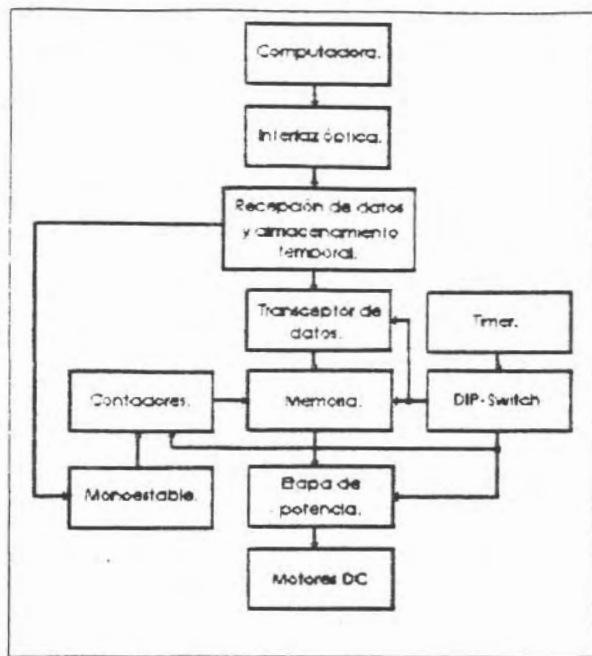 Computadora.
Interfaz óptica.
Recepción de datos
y almacenamiento
temporal.
Transceptor de
datos.
Timer.
Contadores.
Memoria.
DIP-Switch
Monoestable.
Etapa de
potencia.
Motores DC